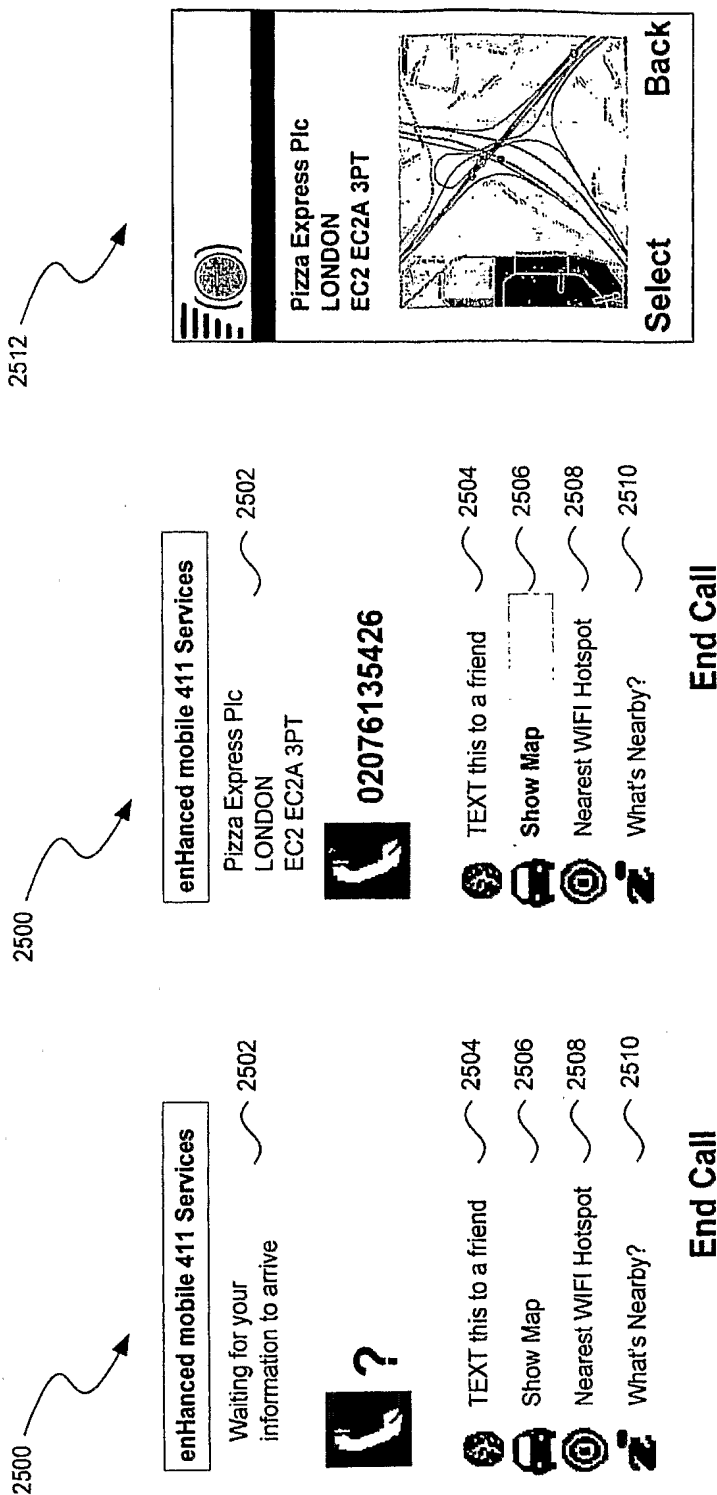 2500
enHanced mobile 411 Services
Waiting for your
information to arrive
2502
?
TEXT this to a friend
2504
Show Map
2506
Nearest WIFI Hotspot
2508
What's Nearby?
2510
End Call
2500
enHanced mobile 411 Services
Pizza Express Plc
LONDON
EC2 EC2A 3PT
2502
02076135426
TEXT this to a friend
2504
Show Map
2506
Nearest WIFI Hotspot
2508
What's Nearby?
2510
End Call
2512
Pizza Express Plc
LONDON
EC2 EC2A 3PT
Select
Back